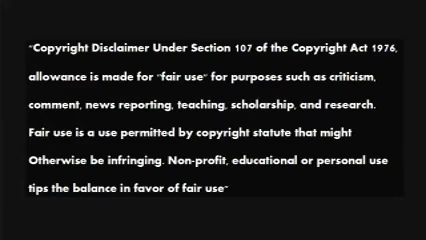 "Copyright Disclaimer Under Section 107 of the Copyright Act 1976,
allowance is made for "fair use" for purposes such as criticism,
comment, news reporting, teaching, scholarship, and research.
Fair use is a use permitted by copyright statute that might
Otherwise be infringing. Non-profit, educational or personal use
tips the balance in favor of fair use"